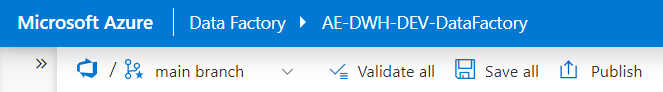 Microsoft Azure Data Factory AE-DWH-DEV-DataFactory
» / main branch Validate all Save all Publish